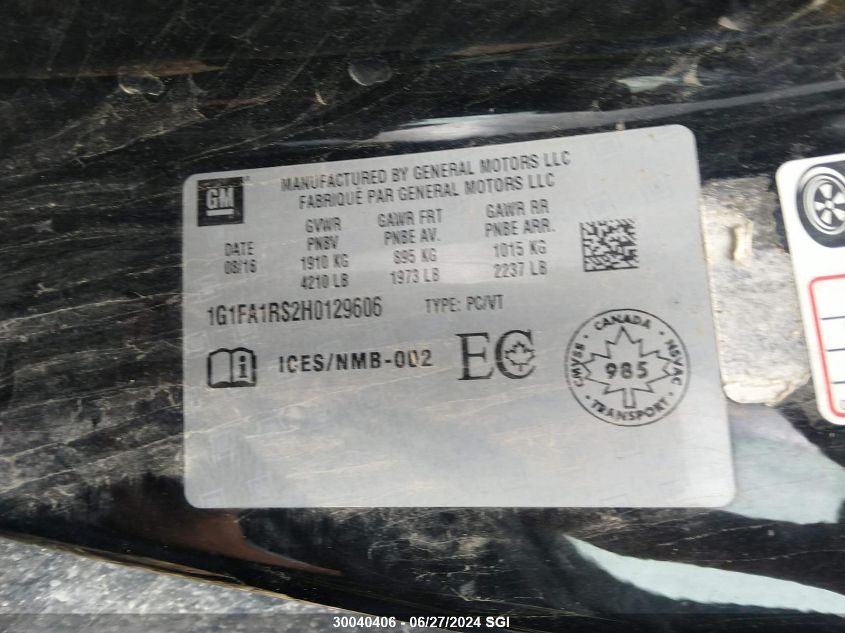 GM
MANUFACTURED BY GENERAL MOTORS LLC
FABRIQUÉ PAR GENERAL MOTORS LLC
DATE GVWR GAWR FRT GAWR RR
PNBV PNBE AV. PNBE ARR.
08/16 1910 KG 895 KG 1015 KG
4210 LB 1973 LB 2237 LB
1G1FA1RS2H0129606 TYPE: PC/VT
ICES/NMB-002 EC
CANADA
CMVSS 985 NSVAC
TRANSPORT
30040406 - 06/27/2024 SGI